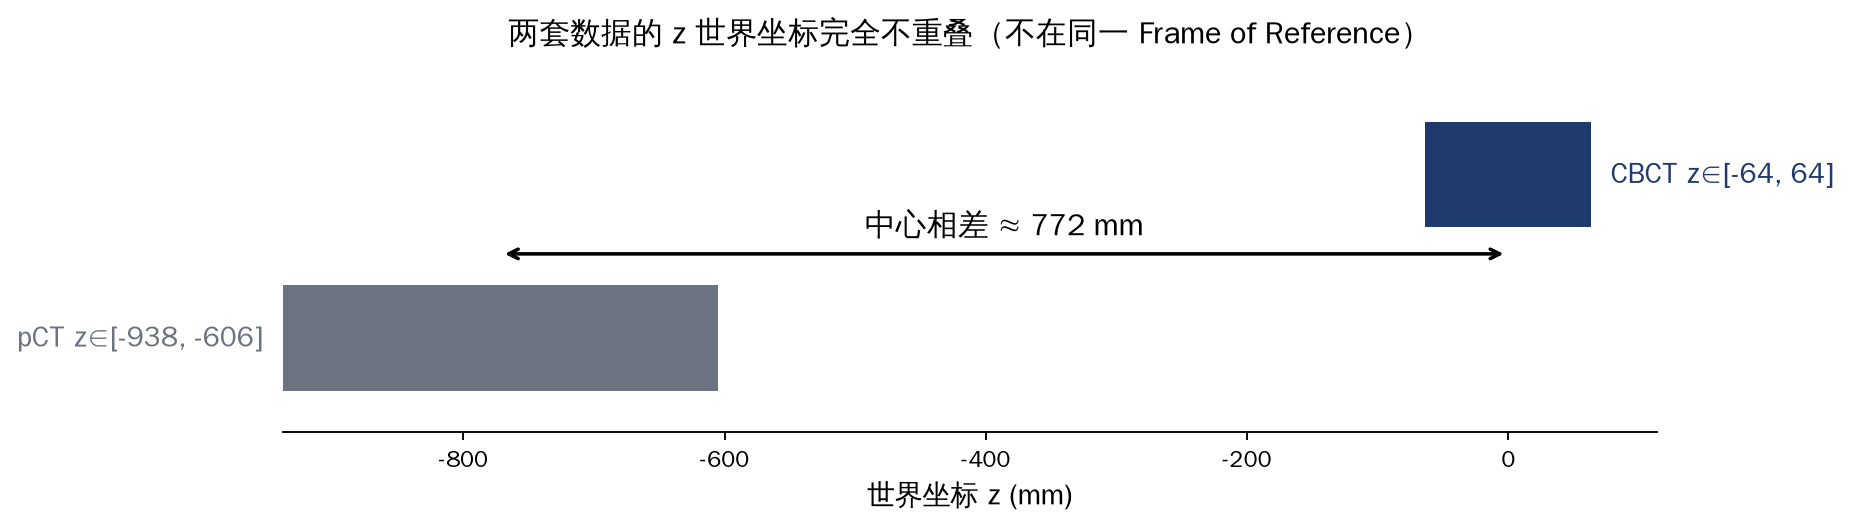 两套数据的 z 世界坐标完全不重叠（不在同一 Frame of Reference）
CBCT z∈[-64, 64]
中心相差 ≈ 772 mm
pCT z∈[-938, -606]
-800 -600 -400 -200 0
世界坐标 z (mm)